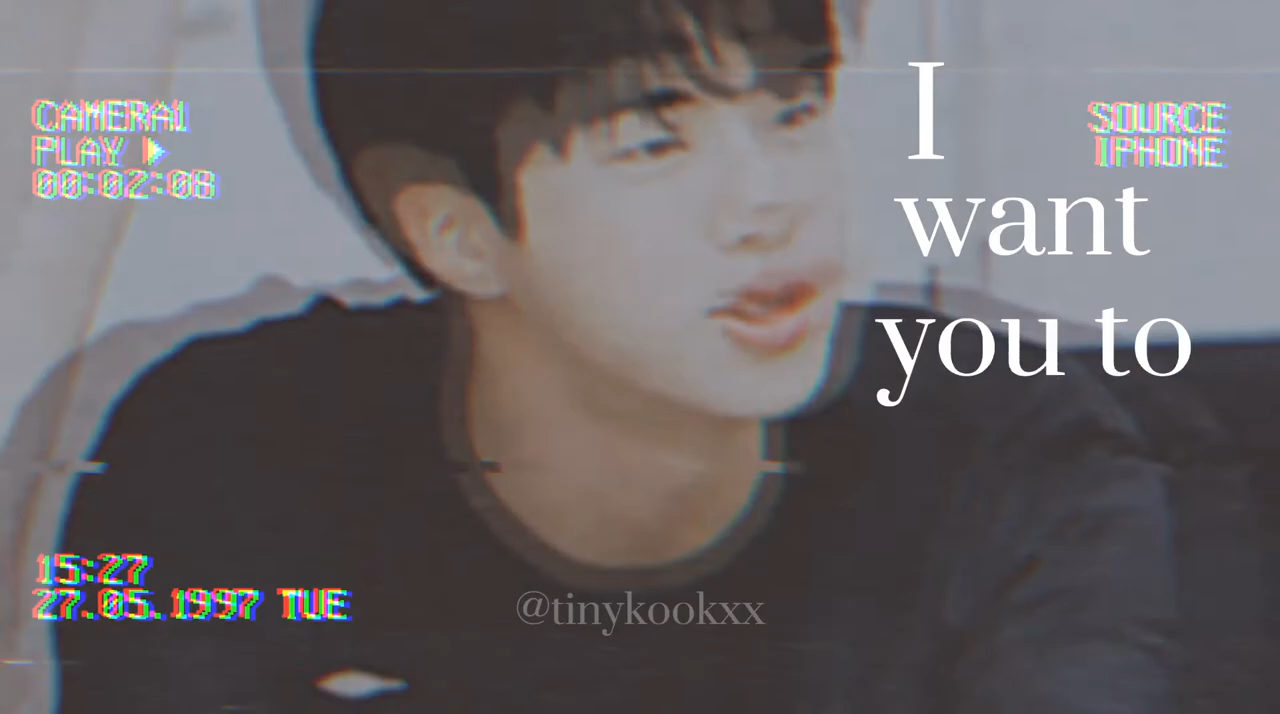 CAMERA1
PLAY
00:02:08
SOURCE
IPHONE
I
want
you to
15:27
27.05.1997 TUE
@tinykookxx